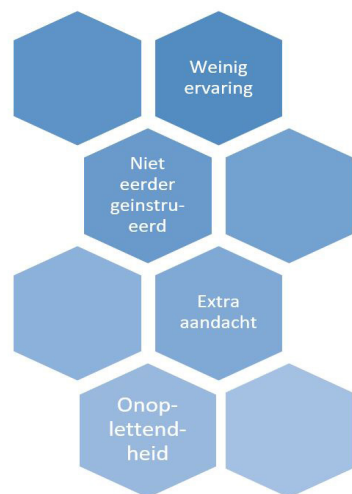 Weinig
ervaring
Niet
eerder
geinstru-
eerd
Extra
aandacht
Onop-
lettend-
heid